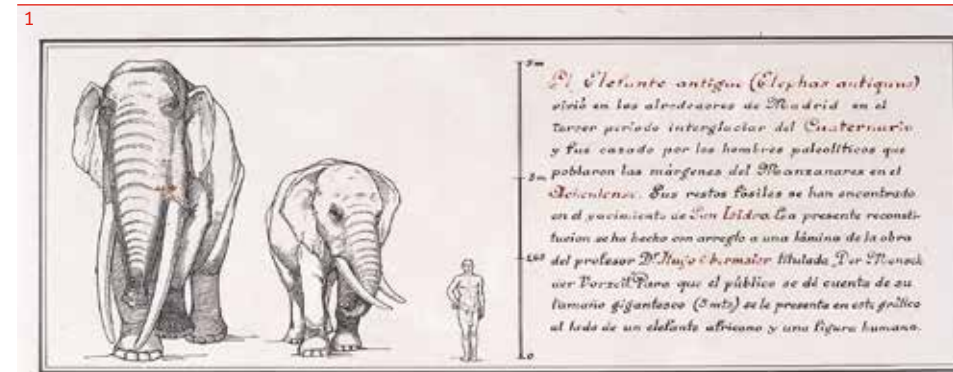 1
5m
El Elefante antiguo (Elephas antiquus)
vivió en los alrededores de Madrid en el
tercer período interglaciar del Cuaternario
y fue cazado por los hombres paleolíticos que
3m
poblaron las márgenes del Manzanares en el
Acheulense. Sus restos fósiles se han encontrado
en el yacimiento de San Isidro. La presente reconsti-
tucion se ha hecho con arreglo a una lámina de la obra
1,60
del profesor Dr. Hugo Obermaier titulada Der Mensch
der Vorzeit. Para que el público se dé cuenta de su
tamaño gigantesco (5 mts) se le presenta en este gráfico
al lado de un elefante africano y una figura humana.
0